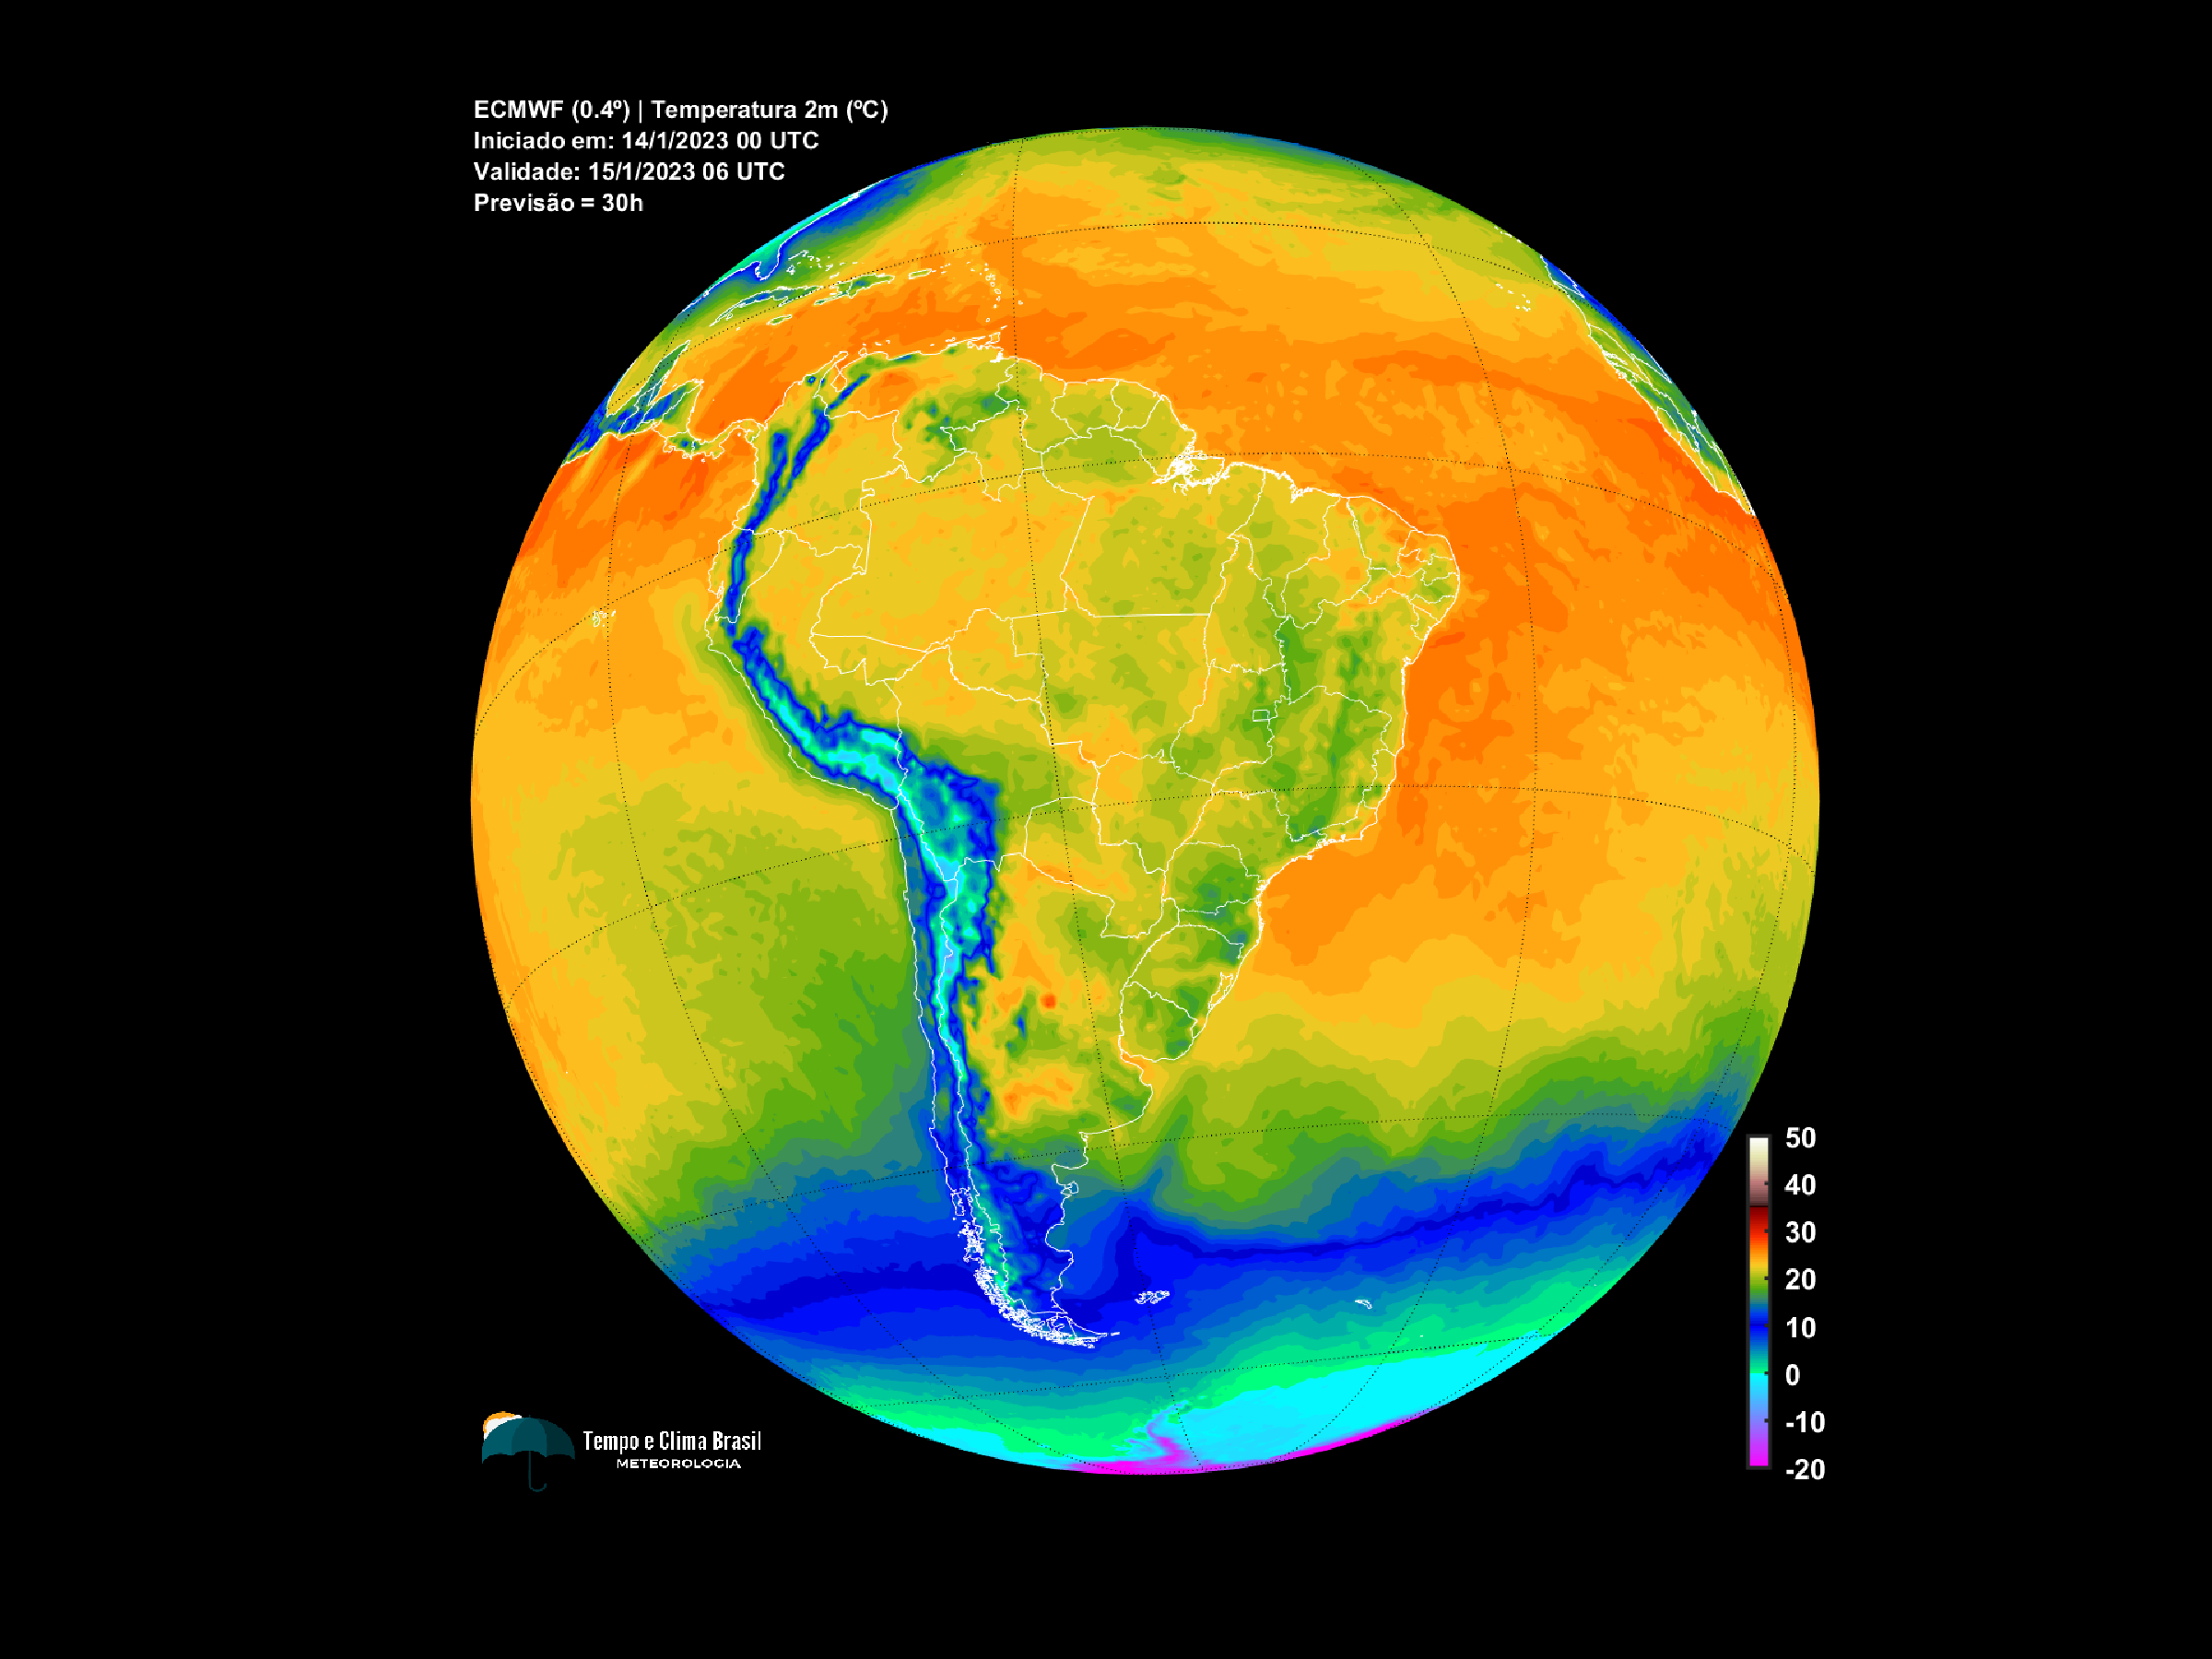 ECMWF (0.4º) | Temperatura 2m (ºC)
Iniciado em: 14/1/2023 00 UTC
Validade: 15/1/2023 06 UTC
Previsão = 30h
50
40
30
20
10
0
-10
-20
Tempo e Clima Brasil
METEOROLOGIA